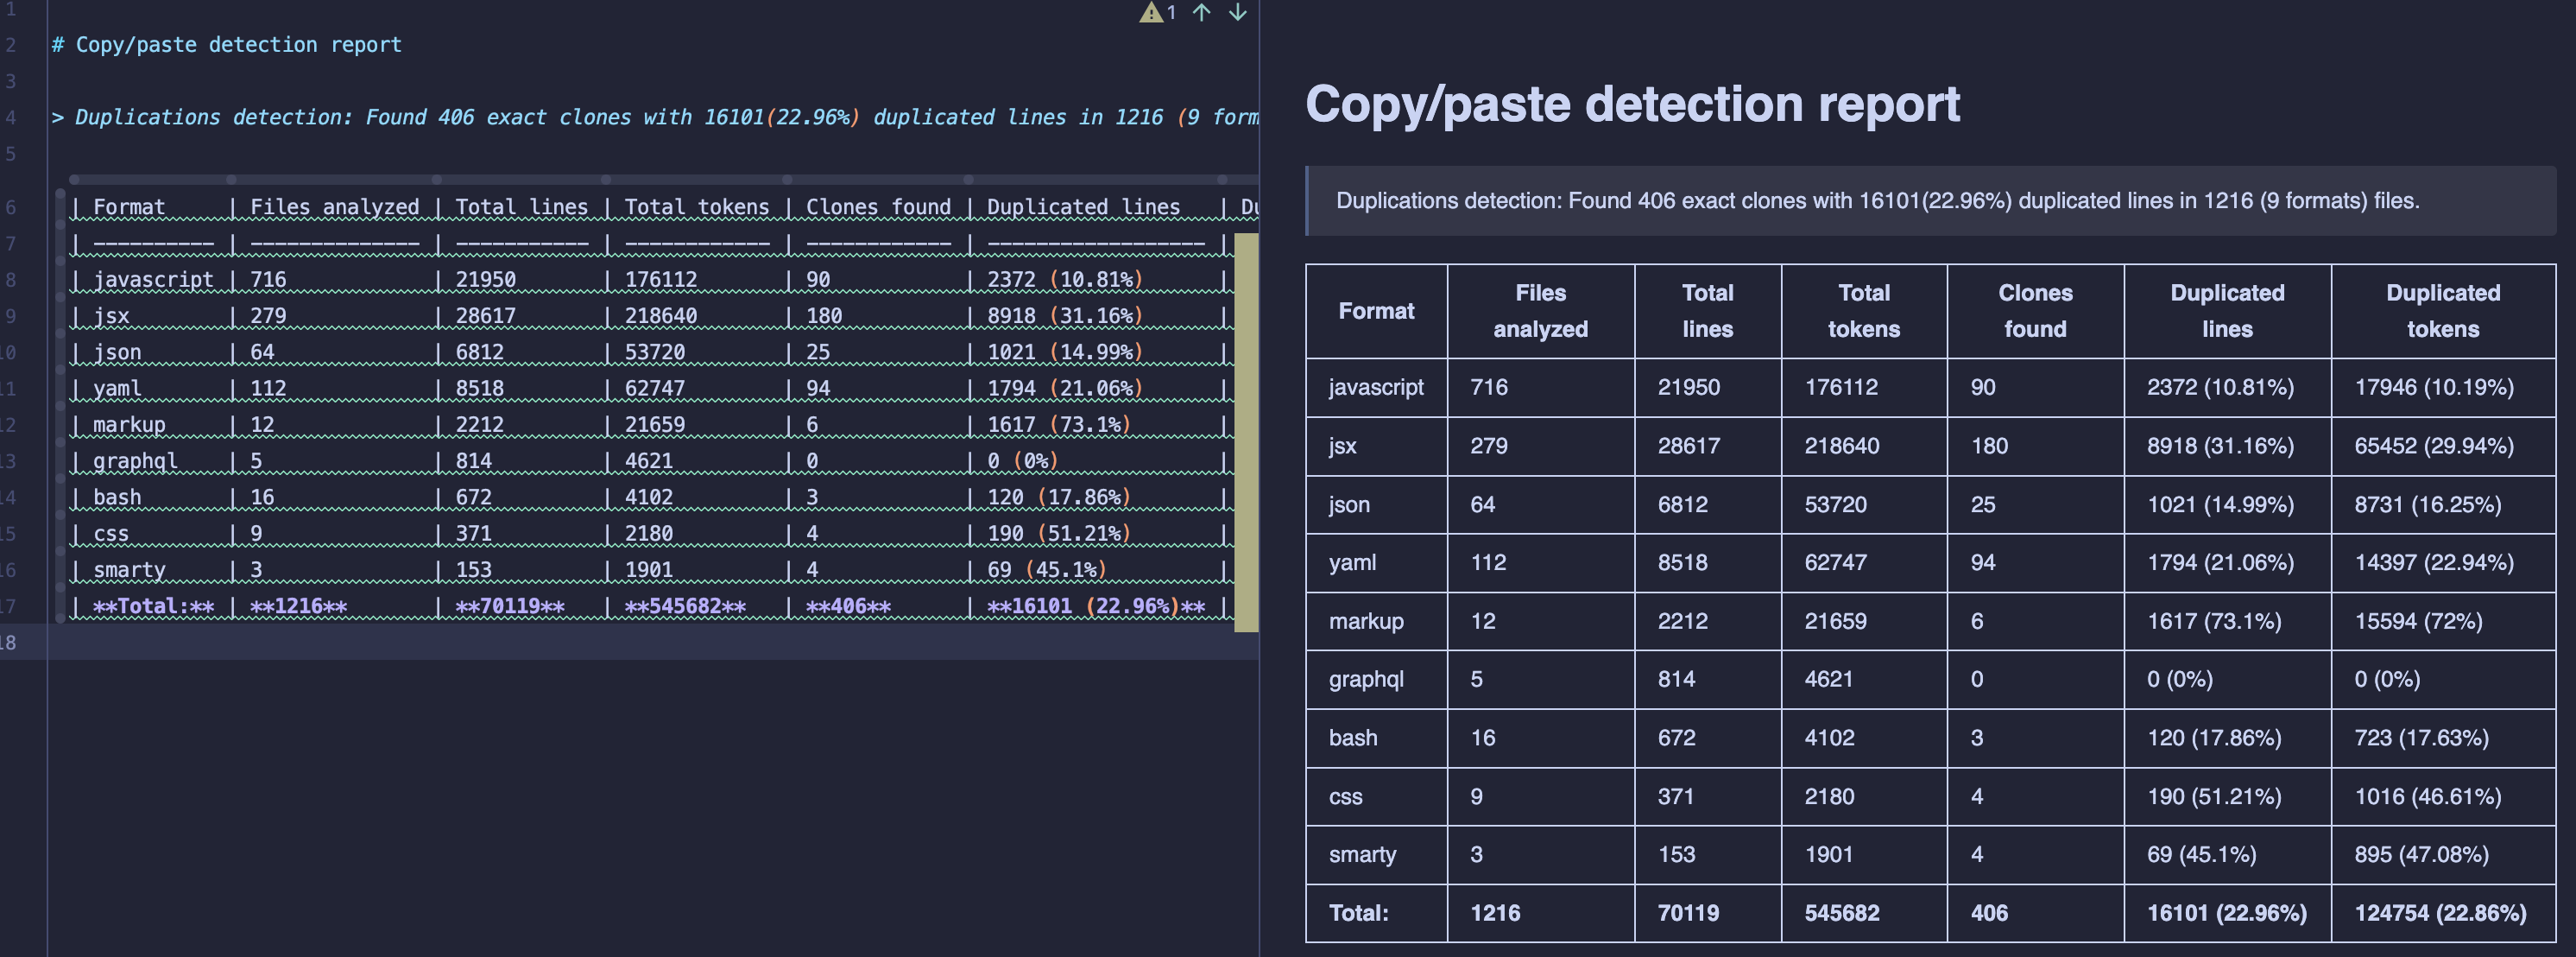 1
⚠ 1 ↑ ↓
2 # Copy/paste detection report
3
4 > Duplications detection: Found 406 exact clones with 16101(22.96%) duplicated lines in 1216 (9 form
5
6 | Format | Files analyzed | Total lines | Total tokens | Clones found | Duplicated lines | Du
7 | ---------- | -------------- | ----------- | ------------ | ------------ | ------------------ |
8 | javascript | 716 | 21950 | 176112 | 90 | 2372 (10.81%) |
9 | jsx | 279 | 28617 | 218640 | 180 | 8918 (31.16%) |
10 | json | 64 | 6812 | 53720 | 25 | 1021 (14.99%) |
11 | yaml | 112 | 8518 | 62747 | 94 | 1794 (21.06%) |
12 | markup | 12 | 2212 | 21659 | 6 | 1617 (73.1%) |
13 | graphql | 5 | 814 | 4621 | 0 | 0 (0%) |
14 | bash | 16 | 672 | 4102 | 3 | 120 (17.86%) |
15 | css | 9 | 371 | 2180 | 4 | 190 (51.21%) |
16 | smarty | 3 | 153 | 1901 | 4 | 69 (45.1%) |
17 | **Total:** | **1216** | **70119** | **545682** | **406** | **16101 (22.96%)** |
18
Copy/paste detection report
Duplications detection: Found 406 exact clones with 16101(22.96%) duplicated lines in 1216 (9 formats) files.
Format Files analyzed Total lines Total tokens Clones found Duplicated lines Duplicated tokens
javascript 716 21950 176112 90 2372 (10.81%) 17946 (10.19%)
jsx 279 28617 218640 180 8918 (31.16%) 65452 (29.94%)
json 64 6812 53720 25 1021 (14.99%) 8731 (16.25%)
yaml 112 8518 62747 94 1794 (21.06%) 14397 (22.94%)
markup 12 2212 21659 6 1617 (73.1%) 15594 (72%)
graphql 5 814 4621 0 0 (0%) 0 (0%)
bash 16 672 4102 3 120 (17.86%) 723 (17.63%)
css 9 371 2180 4 190 (51.21%) 1016 (46.61%)
smarty 3 153 1901 4 69 (45.1%) 895 (47.08%)
Total: 1216 70119 545682 406 16101 (22.96%) 124754 (22.86%)